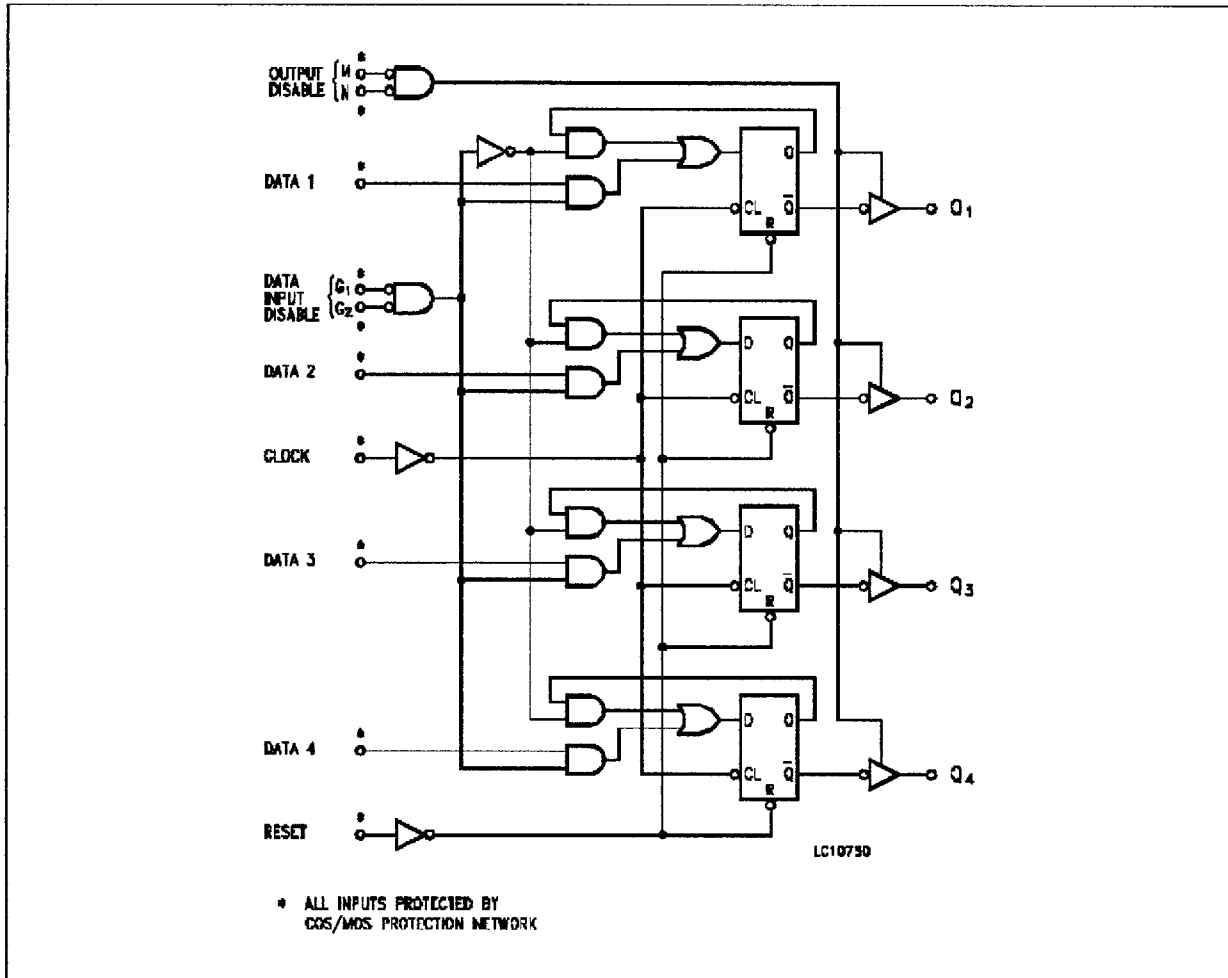 OUTPUT DISABLE { M N
*
*
DATA 1 *
DATA INPUT DISABLE { G1 G2
*
*
DATA 2 *
CLOCK *
DATA 3 *
DATA 4 *
RESET *
Q
CL Q̅
R
Q1
D Q
CL Q̅
R
Q2
D Q
CL Q̅
R
Q3
D Q
CL Q̅
R
Q4
LC10750
* ALL INPUTS PROTECTED BY
COS/MOS PROTECTION NETWORK